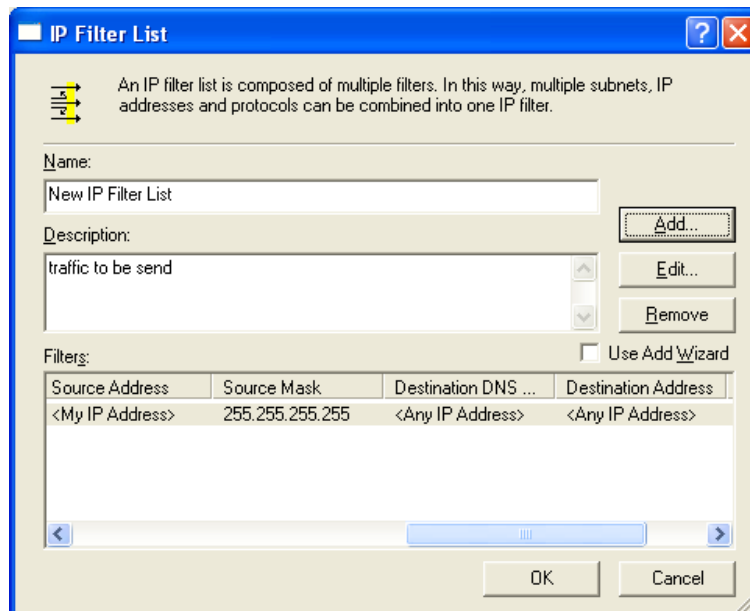 IP Filter List
An IP filter list is composed of multiple filters. In this way, multiple subnets, IP
addresses and protocols can be combined into one IP filter.
Name:
New IP Filter List
Add...
Description:
traffic to be send
Edit...
Remove
Filters:
Use Add Wizard
Source Address Source Mask Destination DNS ... Destination Address
<My IP Address> 255.255.255.255 <Any IP Address> <Any IP Address>
OK Cancel